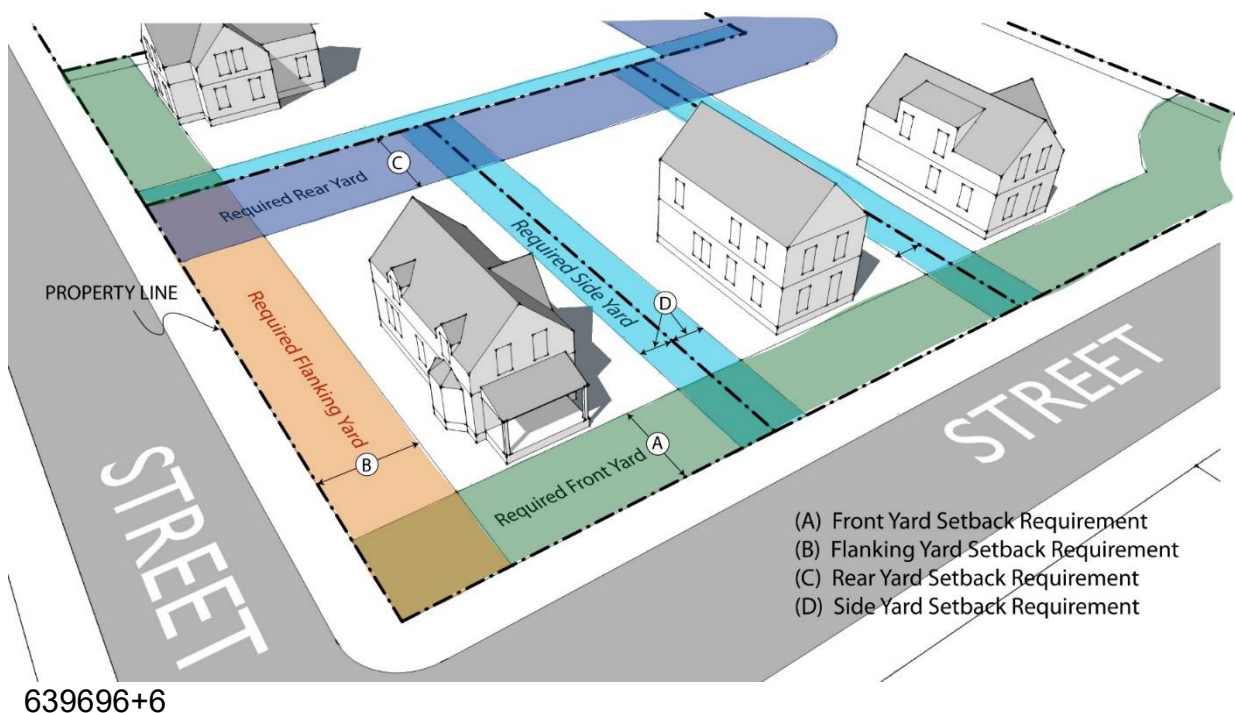 Required Rear Yard
(C)
PROPERTY LINE
Required Flanking Yard
Required Side Yard
(D)
(B)
(A)
Required Front Yard
STREET
STREET
(A) Front Yard Setback Requirement
(B) Flanking Yard Setback Requirement
(C) Rear Yard Setback Requirement
(D) Side Yard Setback Requirement
639696+6